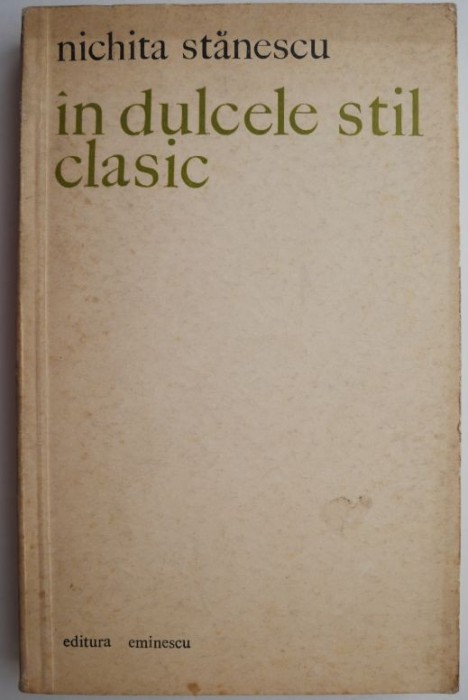 nichita stănescu
în dulcele stil
clasic
editura eminescu